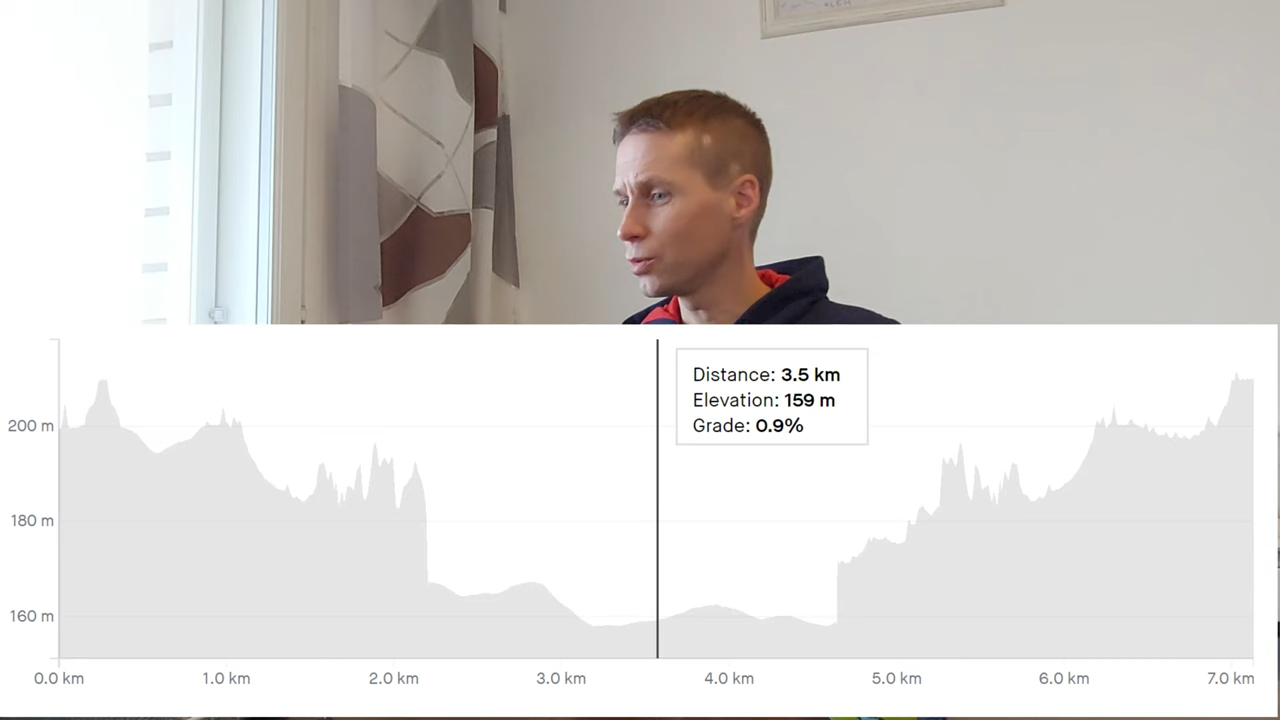 Distance: 3.5 km
Elevation: 159 m
Grade: 0.9%
200 m
180 m
160 m
0.0 km 1.0 km 2.0 km 3.0 km 4.0 km 5.0 km 6.0 km 7.0 km